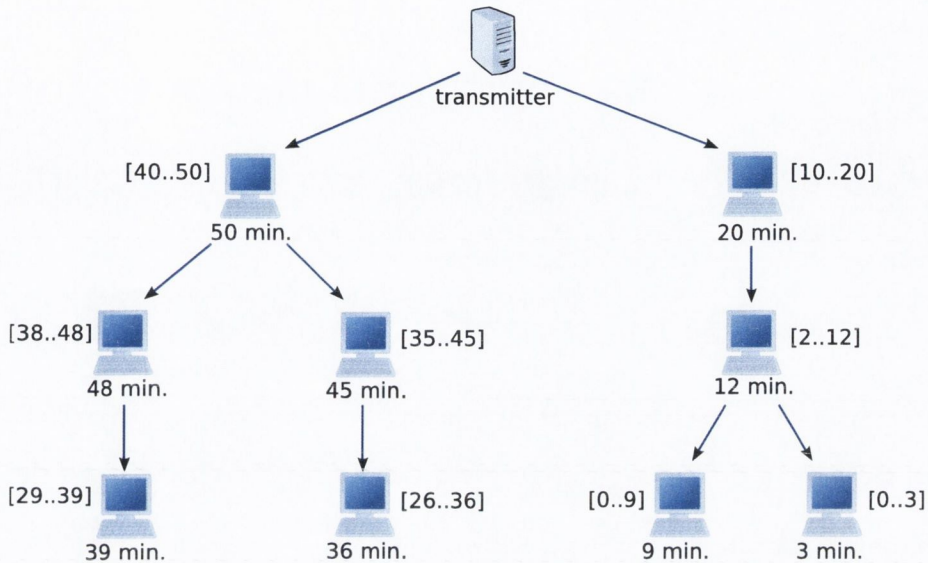 transmitter
[40..50]
[10..20]
50 min.
20 min.
[38..48]
[35..45]
[2..12]
48 min.
45 min.
12 min.
[29..39]
[26..36]
[0..9]
[0..3]
39 min.
36 min.
9 min.
3 min.